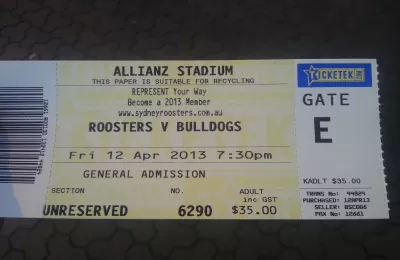 ALLIANZ STADIUM
THIS PAPER IS SUITABLE FOR RECYCLING
REPRESENT Your Way
Become a 2013 Member
www.sydneyroosters.com.au
ROOSTERS V BULLDOGS
Fri 12 Apr 2013 7:30pm
GENERAL ADMISSION
SECTION NO. ADULT
inc GST
UNRESERVED 6290 $35.00
TICKETEK
GATE
E
KADLT $35.00
TRANS No: 44824
PURCHASED: 12APR13
SELLER: BSCG06
PAX No: 12661